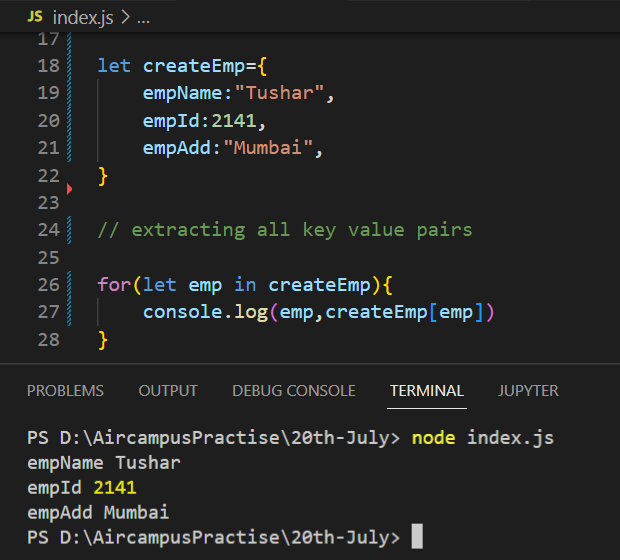 JS index.js > ...
17
18 let createEmp={
19 empName:"Tushar",
20 empId:2141,
21 empAdd:"Mumbai",
22 }
23
24 // extracting all key value pairs
25
26 for(let emp in createEmp){
27 console.log(emp,createEmp[emp])
28 }
PROBLEMS OUTPUT DEBUG CONSOLE TERMINAL JUPYTER
PS D:\AircampusPractise\20th-July> node index.js
empName Tushar
empId 2141
empAdd Mumbai
PS D:\AircampusPractise\20th-July>